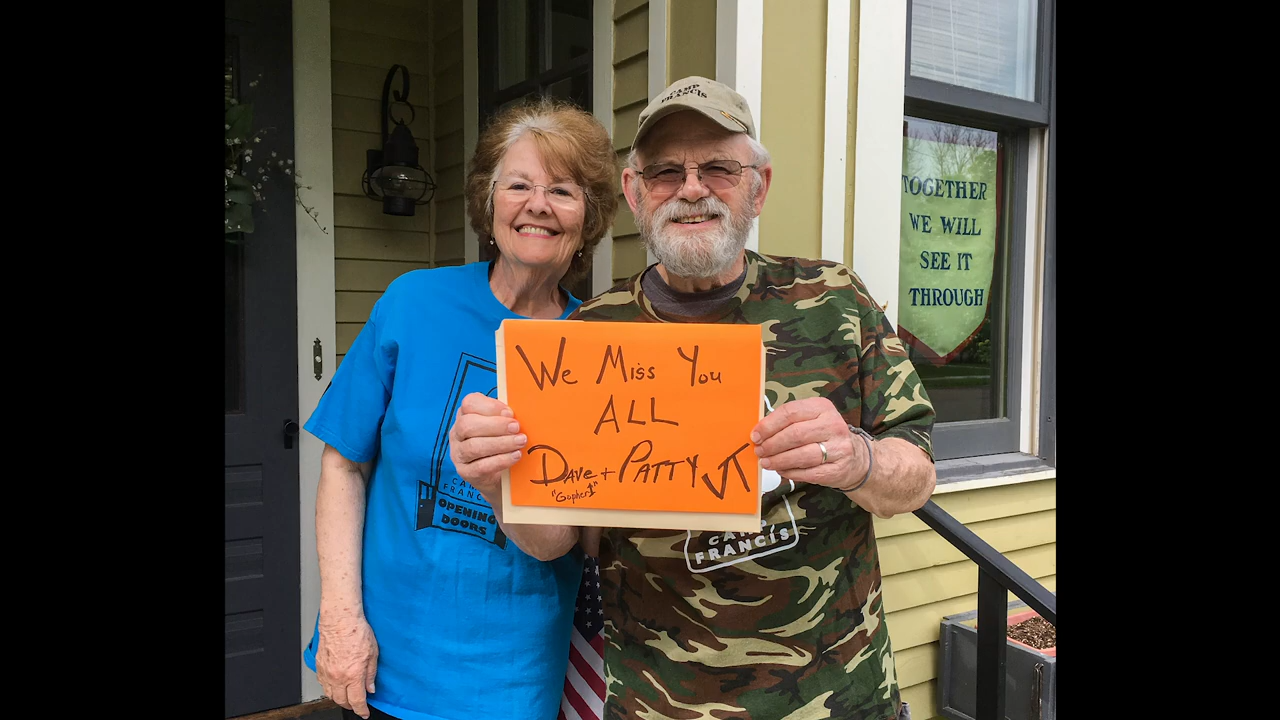 CAMP
FRANCIS
TOGETHER
WE WILL
SEE IT
THROUGH
We Miss You
ALL
Dave + PATTY
"Gopher1"
CAMP
FRANCIS
OPENING
DOORS
CAMP
FRANCIS